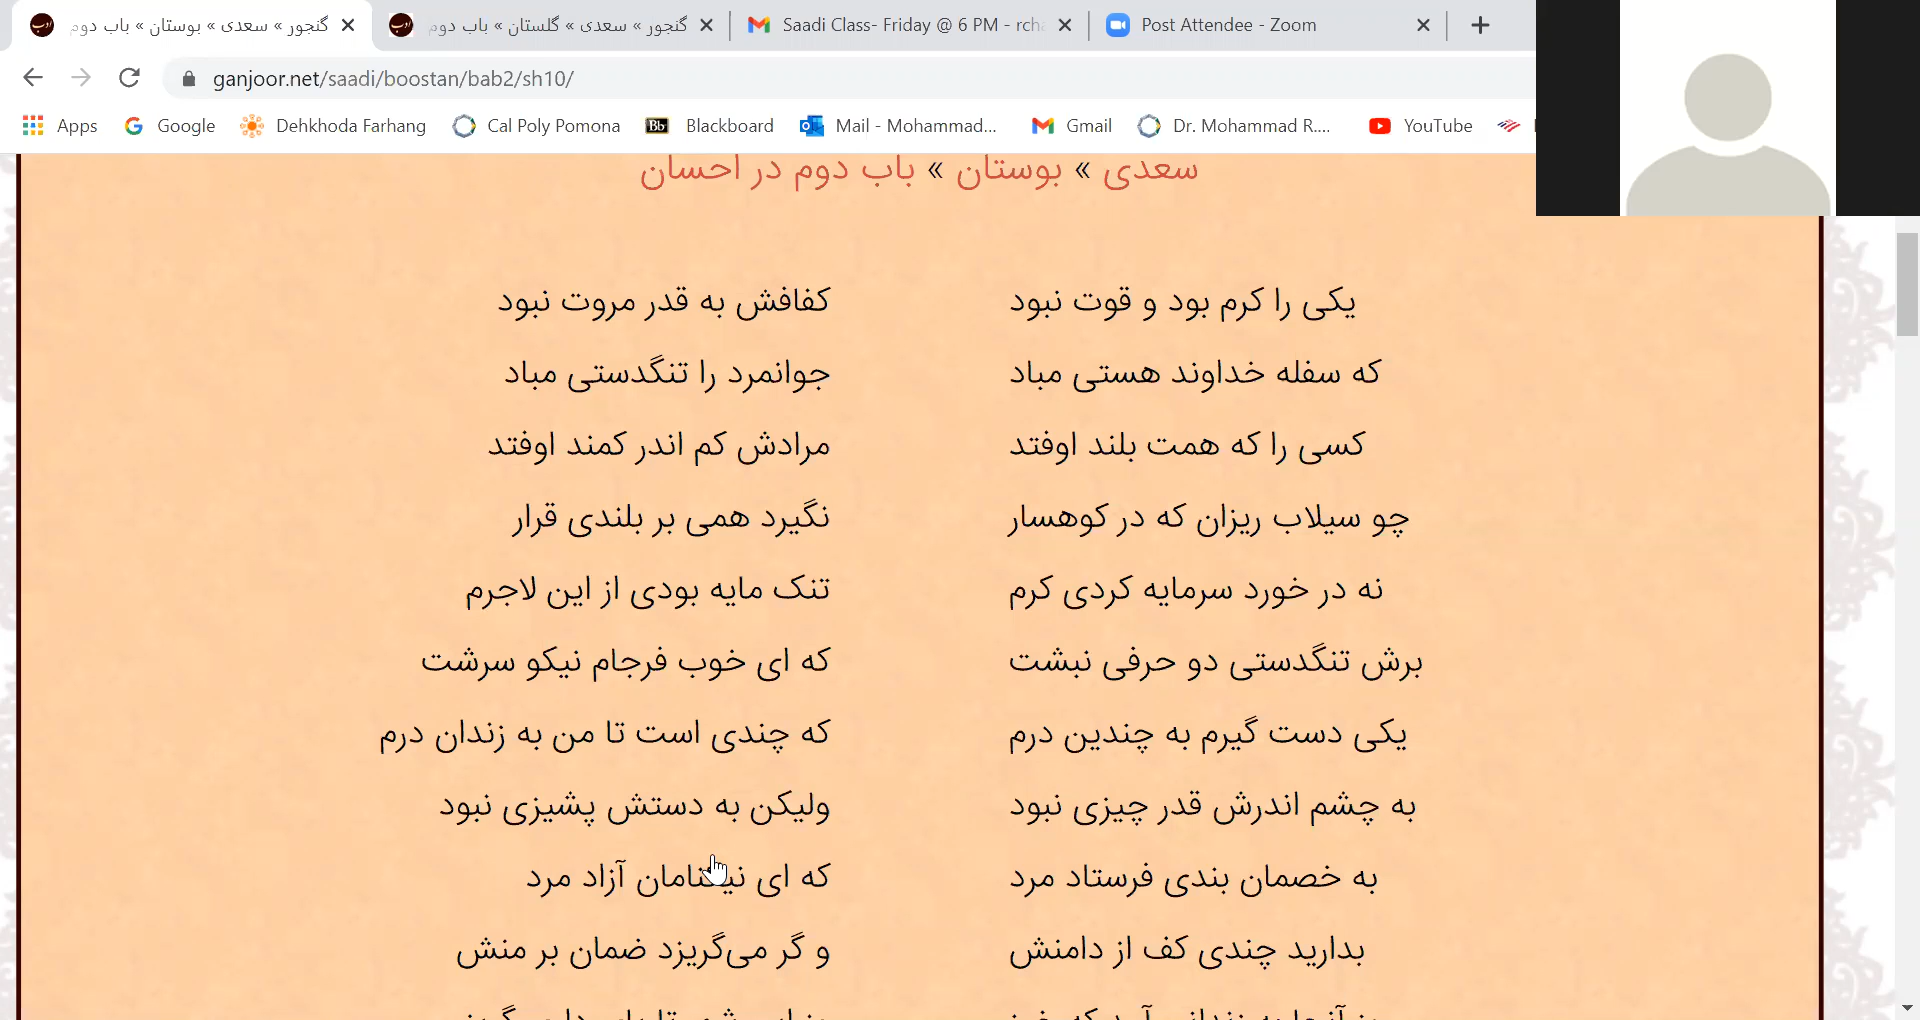 گنجور » سعدی » بوستان » باب دوم
گنجور » سعدی » گلستان » باب دوم
Saadi Class- Friday @ 6 PM - rcha
Post Attendee - Zoom
ganjoor.net/saadi/boostan/bab2/sh10/
Apps Google Dehkhoda Farhang Cal Poly Pomona Bb Blackboard Mail - Mohammad... Gmail Dr. Mohammad R.... YouTube
سعدی » بوستان » باب دوم در احسان
یکی را کرم بود و قوت نبود کفافش به قدر مروت نبود
که سفله خداوند هستی مباد جوانمرد را تنگدستی مباد
کسی را که همت بلند اوفتد مرادش کم اندر کمند اوفتد
چو سیلاب ریزان که در کوهسار نگیرد همی بر بلندی قرار
نه در خورد سرمایه کردی کرم تنک مایه بودی از این لاجرم
برش تنگدستی دو حرفی نبشت که ای خوب فرجام نیکو سرشت
یکی دست گیرم به چندین درم که چندی است تا من به زندان درم
به چشم اندرش قدر چیزی نبود ولیکن به دستش پشیزی نبود
به خصمان بندی فرستاد مرد که ای نیکنامان آزاد مرد
بدارید چندی کف از دامنش و گر می‌گریزد ضمان بر منش